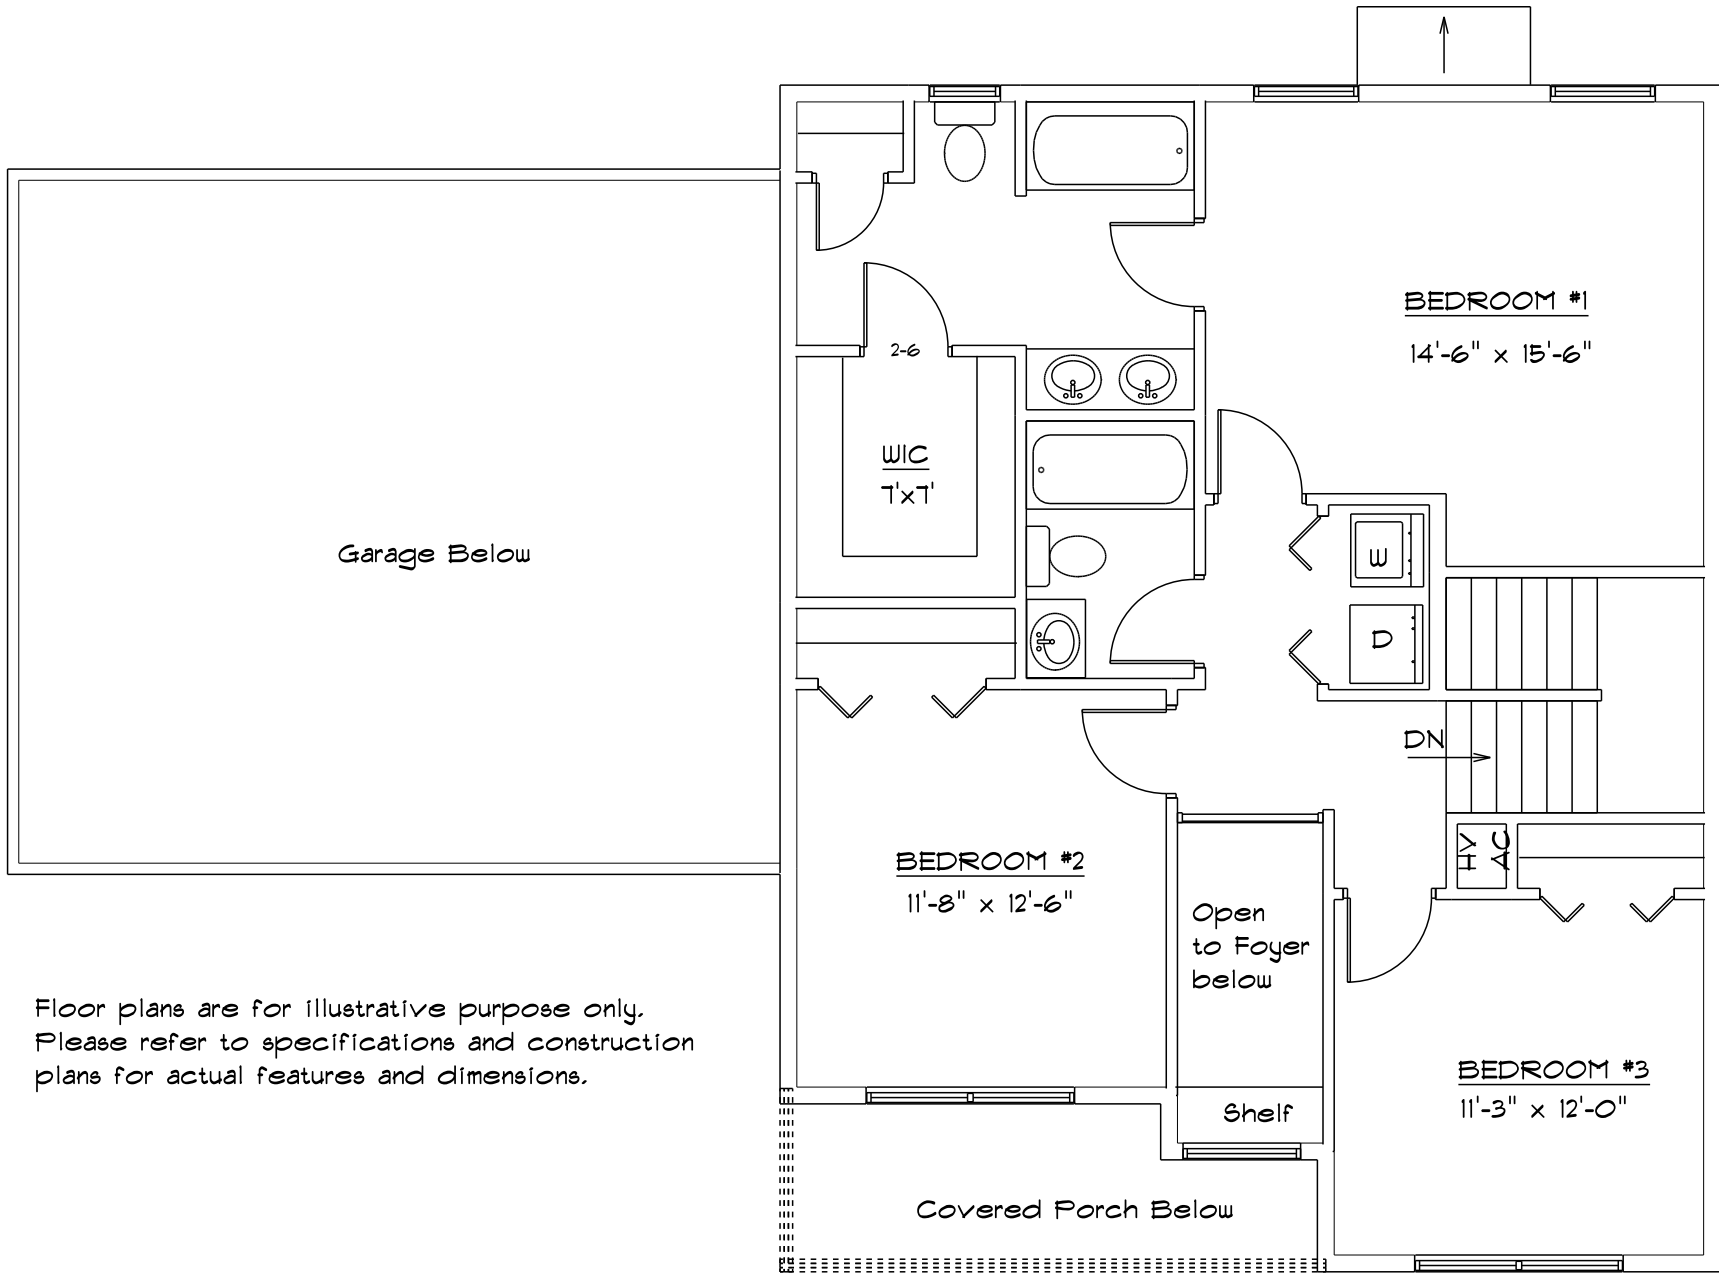 BEDROOM #1
14'-6" x 15'-6"
2-6
WIC
7'x7'
Garage Below
W
D
DN
HV
AC
BEDROOM #2
11'-8" x 12'-6"
Open
to Foyer
below
Floor plans are for illustrative purpose only.
Please refer to specifications and construction
plans for actual features and dimensions.
BEDROOM #3
11'-3" x 12'-0"
Shelf
Covered Porch Below